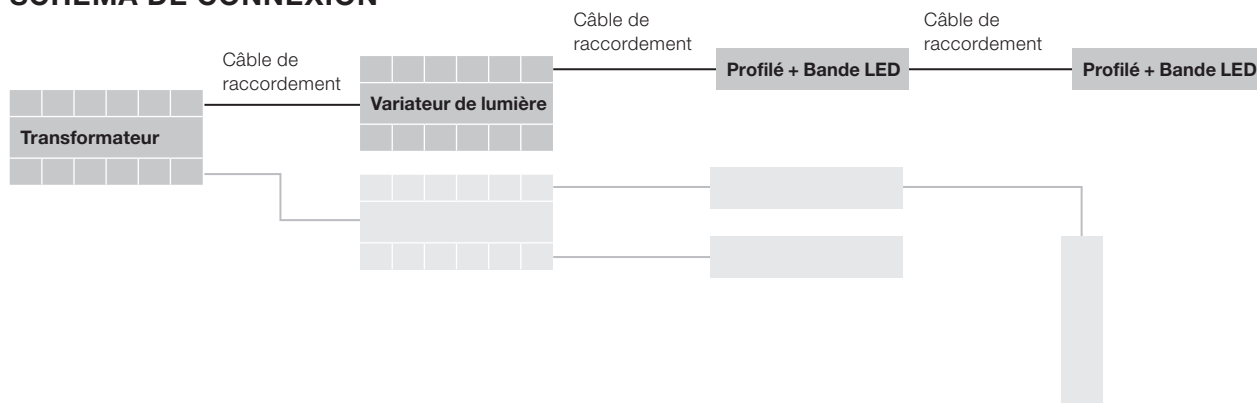 SCHÉMA DE CONNEXION
Câble de
raccordement
Câble de
raccordement
Câble de
raccordement
Profilé + Bande LED
Profilé + Bande LED
Variateur de lumière
Transformateur